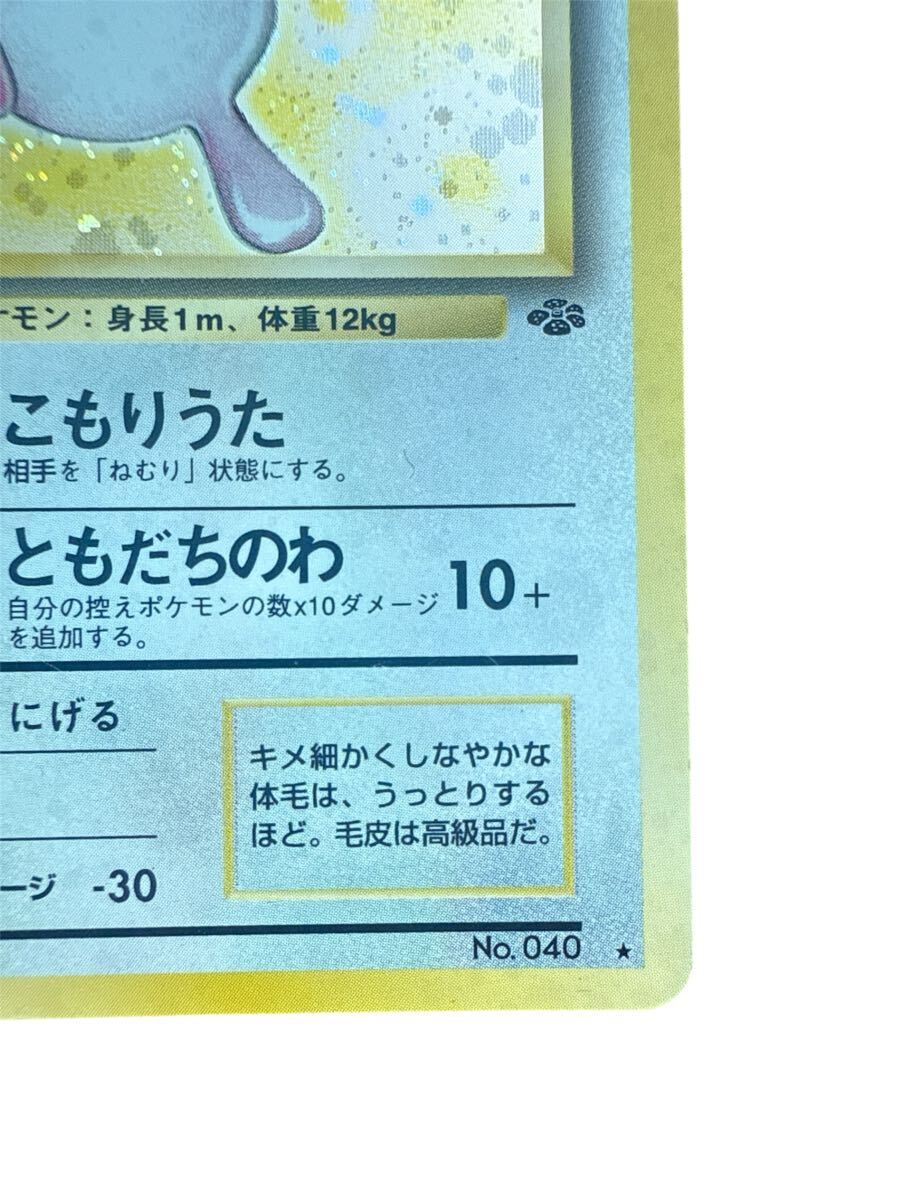 ケモン：身長1m、体重12kg
こもりうた
相手を「ねむり」状態にする。
ともだちのわ
自分の控えポケモンの数x10ダメージ
を追加する。
10+
にげる
キメ細かくしなやかな
体毛は、うっとりする
ほど。毛皮は高級品だ。
ージ -30
No. 040 ★